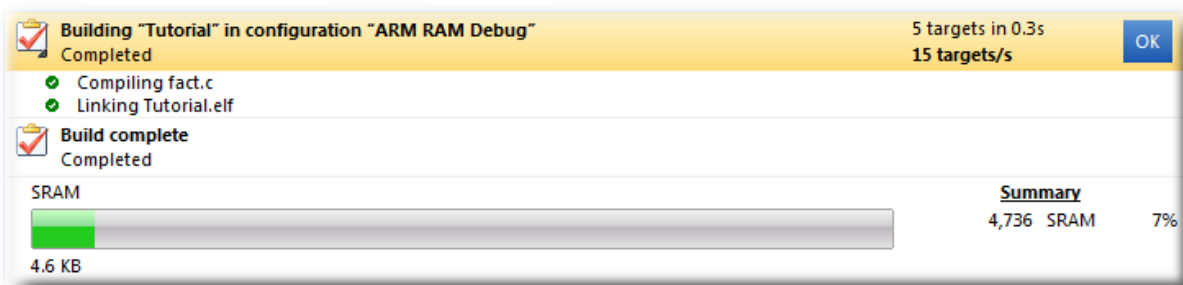 Building “Tutorial” in configuration “ARM RAM Debug”
5 targets in 0.3s
OK
Completed
15 targets/s
Compiling fact.c
Linking Tutorial.elf
Build complete
Completed
SRAM
Summary
4,736 SRAM 7%
4.6 KB